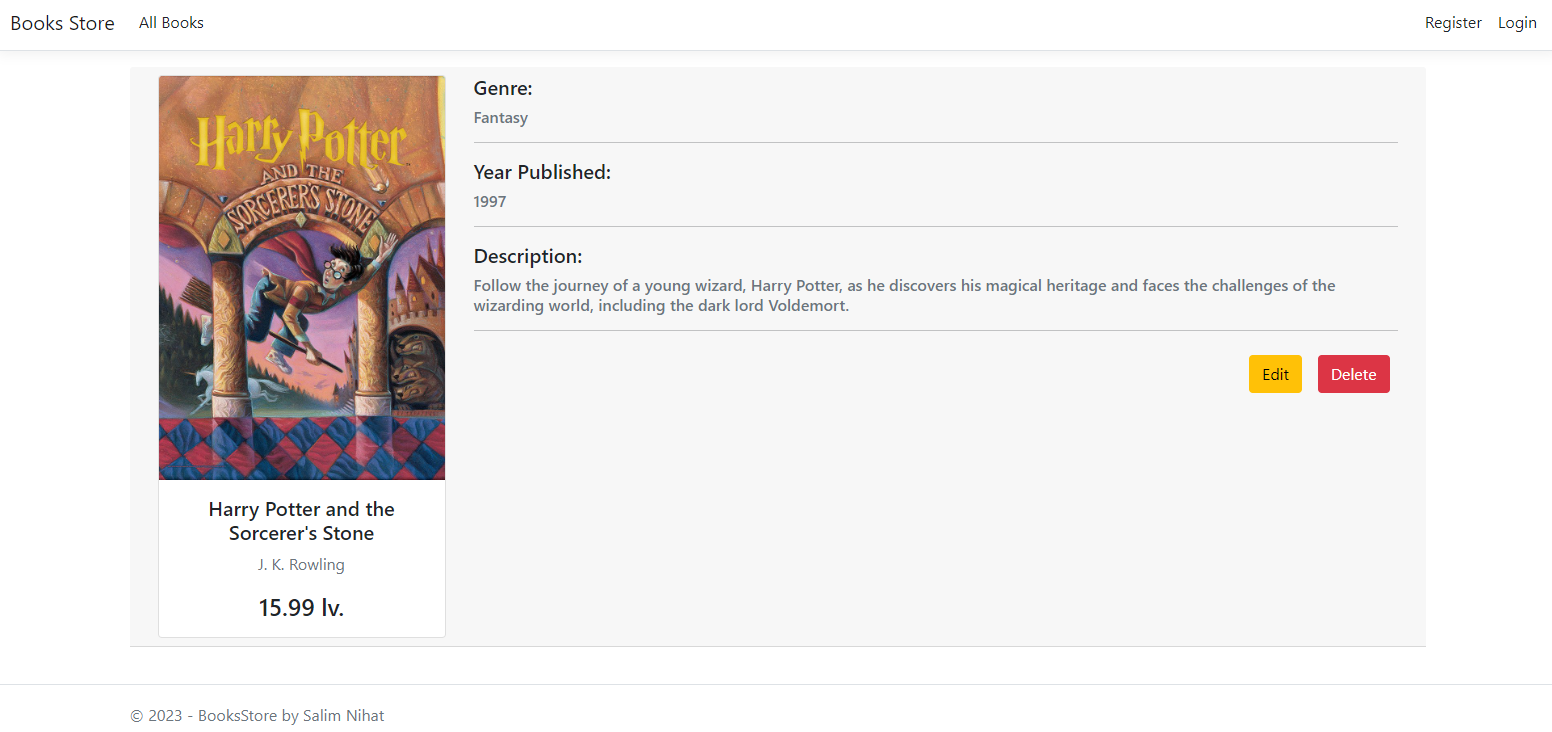 Books Store
All Books
Register
Login
Harry Potter
AND THE
SORCERER'S STONE
Harry Potter and the
Sorcerer's Stone
J. K. Rowling
15.99 lv.
Genre:
Fantasy
Year Published:
1997
Description:
Follow the journey of a young wizard, Harry Potter, as he discovers his magical heritage and faces the challenges of the
wizarding world, including the dark lord Voldemort.
Edit
Delete
© 2023 - BooksStore by Salim Nihat